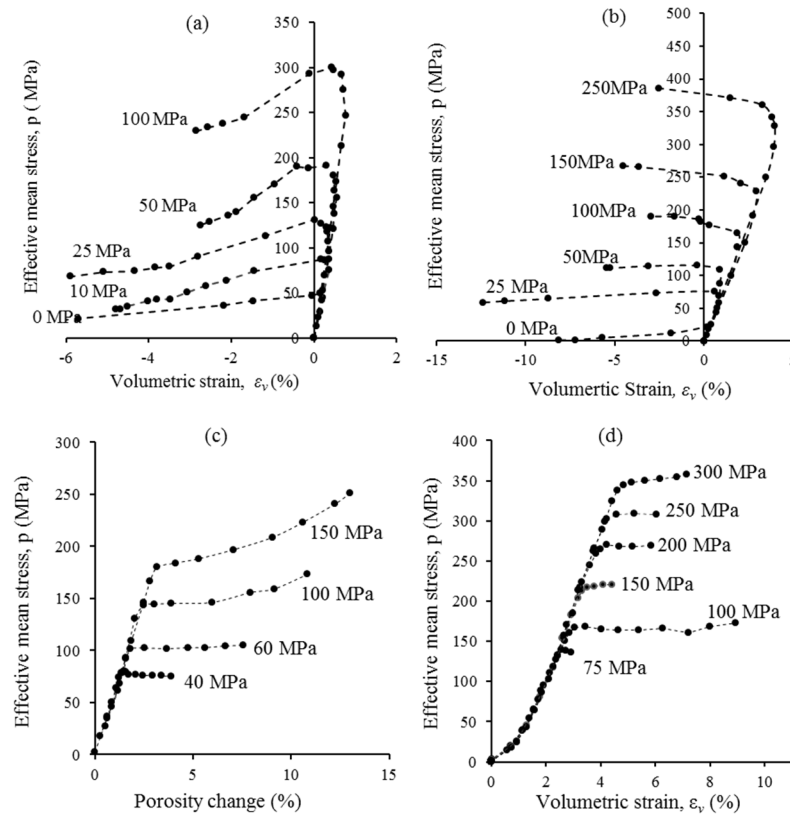 (a)
350
300
250
200
150
100
50
0
Effective mean stress, p ( MPa)
100 MPa
50 MPa
25 MPa
10 MPa
0 MPa
-6 -4 -2 0 2
Volumetric strain, εv (%)
(b)
500
450
400
350
300
250
200
150
100
50
0
Effective mean stress, p (MPa)
250MPa
150MPa
100MPa
50MPa
25 MPa
0 MPa
-15 -10 -5 0 5
Volumertic Strain, εv (%)
(c)
300
250
200
150
100
50
0
Effective mean stress, p (MPa)
150 MPa
100 MPa
60 MPa
40 MPa
0 5 10 15
Porosity change (%)
(d)
400
350
300
250
200
150
100
50
0
Effective mean stress, p (MPa)
300 MPa
250 MPa
200 MPa
150 MPa
100 MPa
75 MPa
0 2 4 6 8 10
Volumetric strain, εv (%)